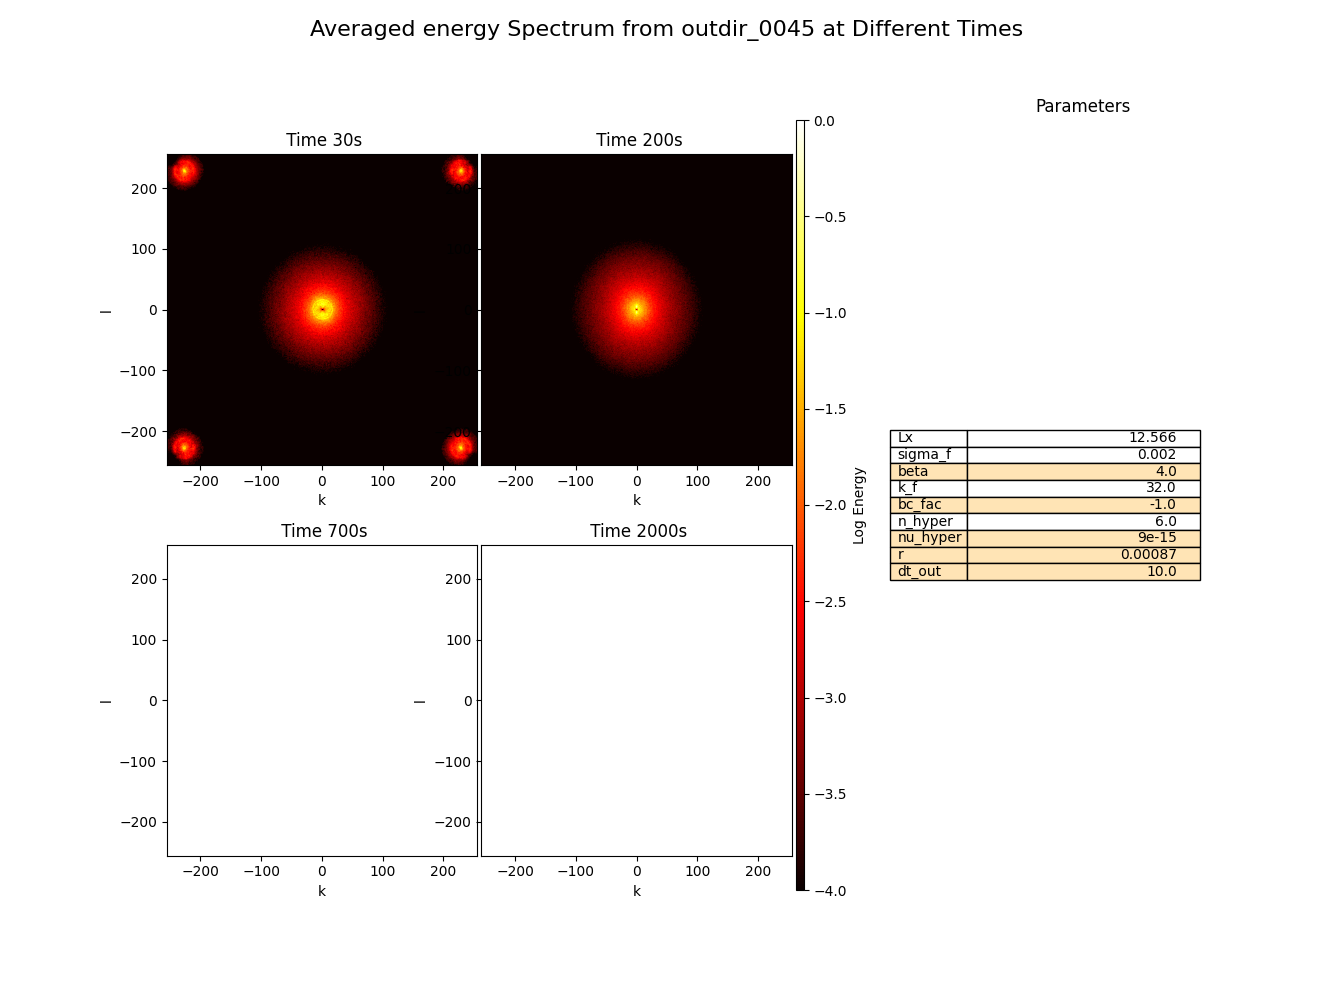 Averaged energy Spectrum from outdir_0045 at Different Times
Parameters
Time 30s
Time 200s
200
100
0
−100
−200
l
−200 −100 0 100 200
k
−200 −100 0 100 200
k
Time 700s
Time 2000s
200
100
0
−100
−200
l
−200 −100 0 100 200
k
200
100
0
−100
−200
l
−200 −100 0 100 200
k
0.0
−0.5
−1.0
−1.5
−2.0
−2.5
−3.0
−3.5
−4.0
Log Energy
Lx 12.566
sigma_f 0.002
beta 4.0
k_f 32.0
bc_fac -1.0
n_hyper 6.0
nu_hyper 9e-15
r 0.00087
dt_out 10.0